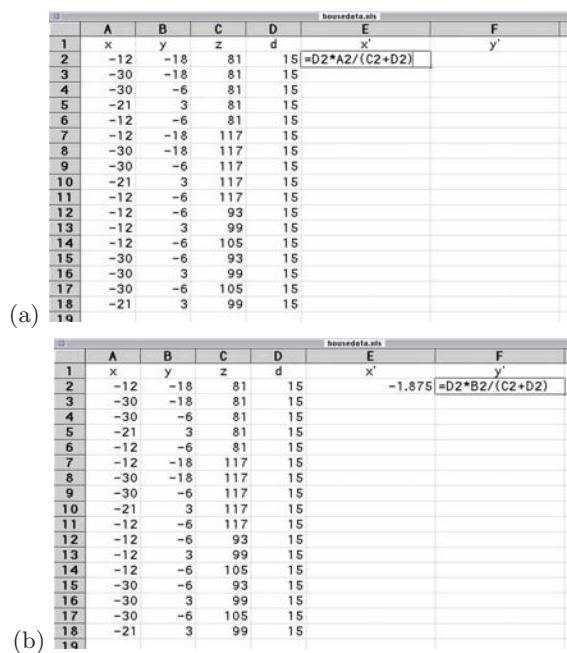 housedata.xls
A B C D E F
1 x y z d x' y'
2 -12 -18 81 15 =D2*A2/(C2+D2)
3 -30 -18 81 15
4 -30 -6 81 15
5 -21 3 81 15
6 -12 -6 81 15
7 -12 -18 117 15
8 -30 -18 117 15
9 -30 -6 117 15
10 -21 3 117 15
11 -12 -6 117 15
12 -12 -6 93 15
13 -12 3 99 15
14 -12 -6 105 15
15 -30 -6 93 15
16 -30 3 99 15
17 -30 -6 105 15
18 -21 3 99 15
19
(a)
housedata.xls
A B C D E F
1 x y z d x' y'
2 -12 -18 81 15 -1.875 =D2*B2/(C2+D2)
3 -30 -18 81 15
4 -30 -6 81 15
5 -21 3 81 15
6 -12 -6 81 15
7 -12 -18 117 15
8 -30 -18 117 15
9 -30 -6 117 15
10 -21 3 117 15
11 -12 -6 117 15
12 -12 -6 93 15
13 -12 3 99 15
14 -12 -6 105 15
15 -30 -6 93 15
16 -30 3 99 15
17 -30 -6 105 15
18 -21 3 99 15
19
(b)